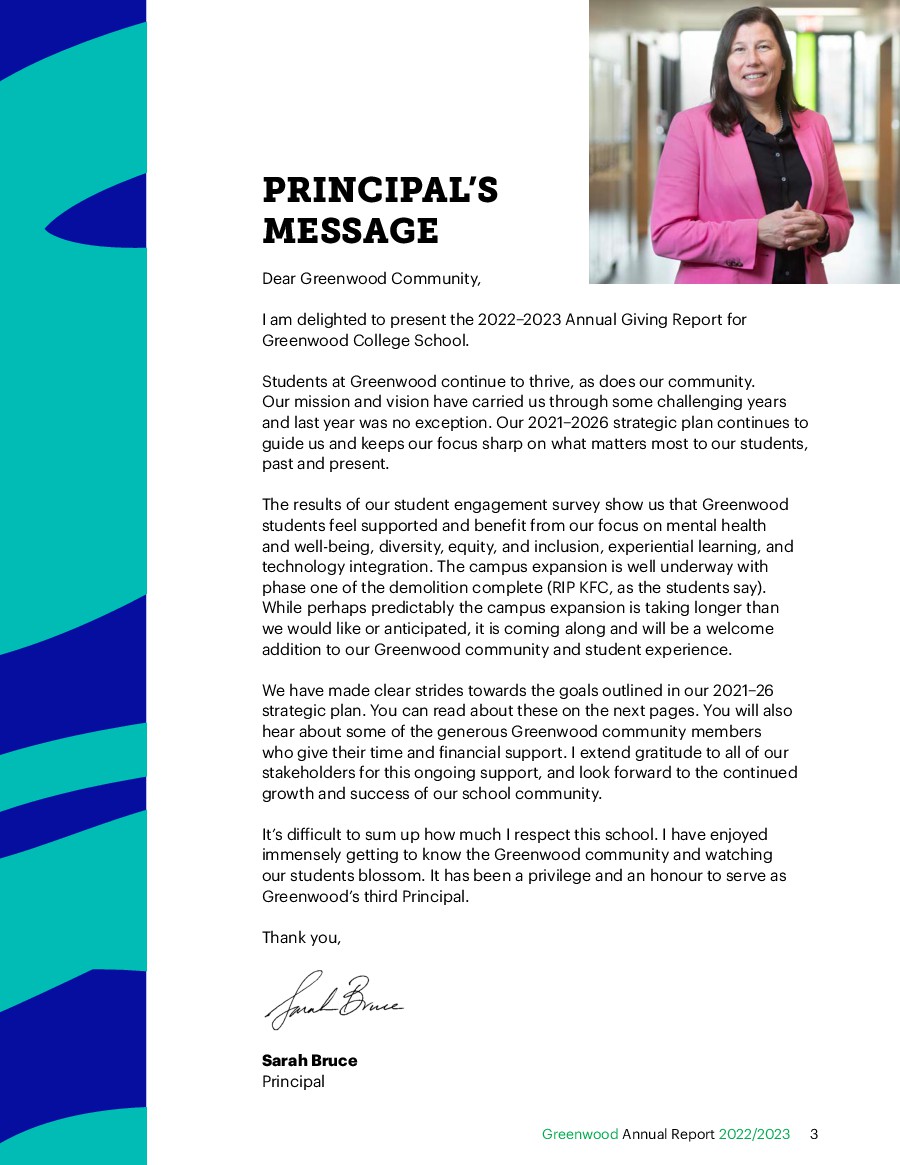 PRINCIPAL’S
MESSAGE
Dear Greenwood Community,
I am delighted to present the 2022–2023 Annual Giving Report for
Greenwood College School.
Students at Greenwood continue to thrive, as does our community.
Our mission and vision have carried us through some challenging years
and last year was no exception. Our 2021–2026 strategic plan continues to
guide us and keeps our focus sharp on what matters most to our students,
past and present.
The results of our student engagement survey show us that Greenwood
students feel supported and benefit from our focus on mental health
and well-being, diversity, equity, and inclusion, experiential learning, and
technology integration. The campus expansion is well underway with
phase one of the demolition complete (RIP KFC, as the students say).
While perhaps predictably the campus expansion is taking longer than
we would like or anticipated, it is coming along and will be a welcome
addition to our Greenwood community and student experience.
We have made clear strides towards the goals outlined in our 2021–26
strategic plan. You can read about these on the next pages. You will also
hear about some of the generous Greenwood community members
who give their time and financial support. I extend gratitude to all of our
stakeholders for this ongoing support, and look forward to the continued
growth and success of our school community.
It’s difficult to sum up how much I respect this school. I have enjoyed
immensely getting to know the Greenwood community and watching
our students blossom. It has been a privilege and an honour to serve as
Greenwood’s third Principal.
Thank you,
Sarah Bruce
Sarah Bruce
Principal
Greenwood Annual Report 2022/2023 3